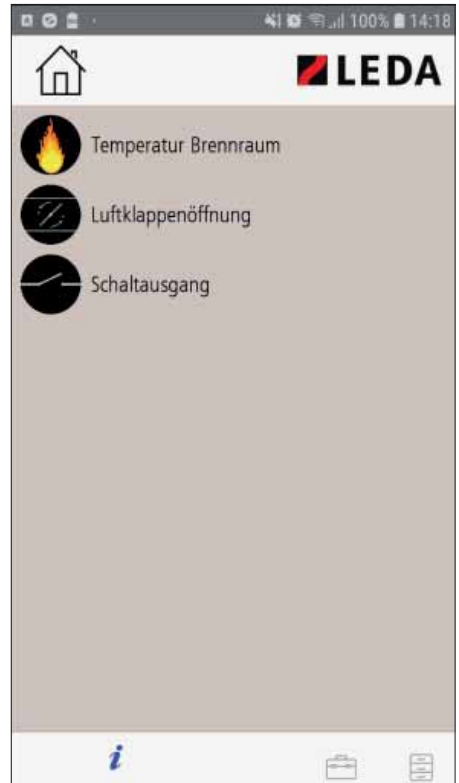 100% 14:18
LEDA
Temperatur Brennraum
Luftklappenöffnung
Schaltausgang
i